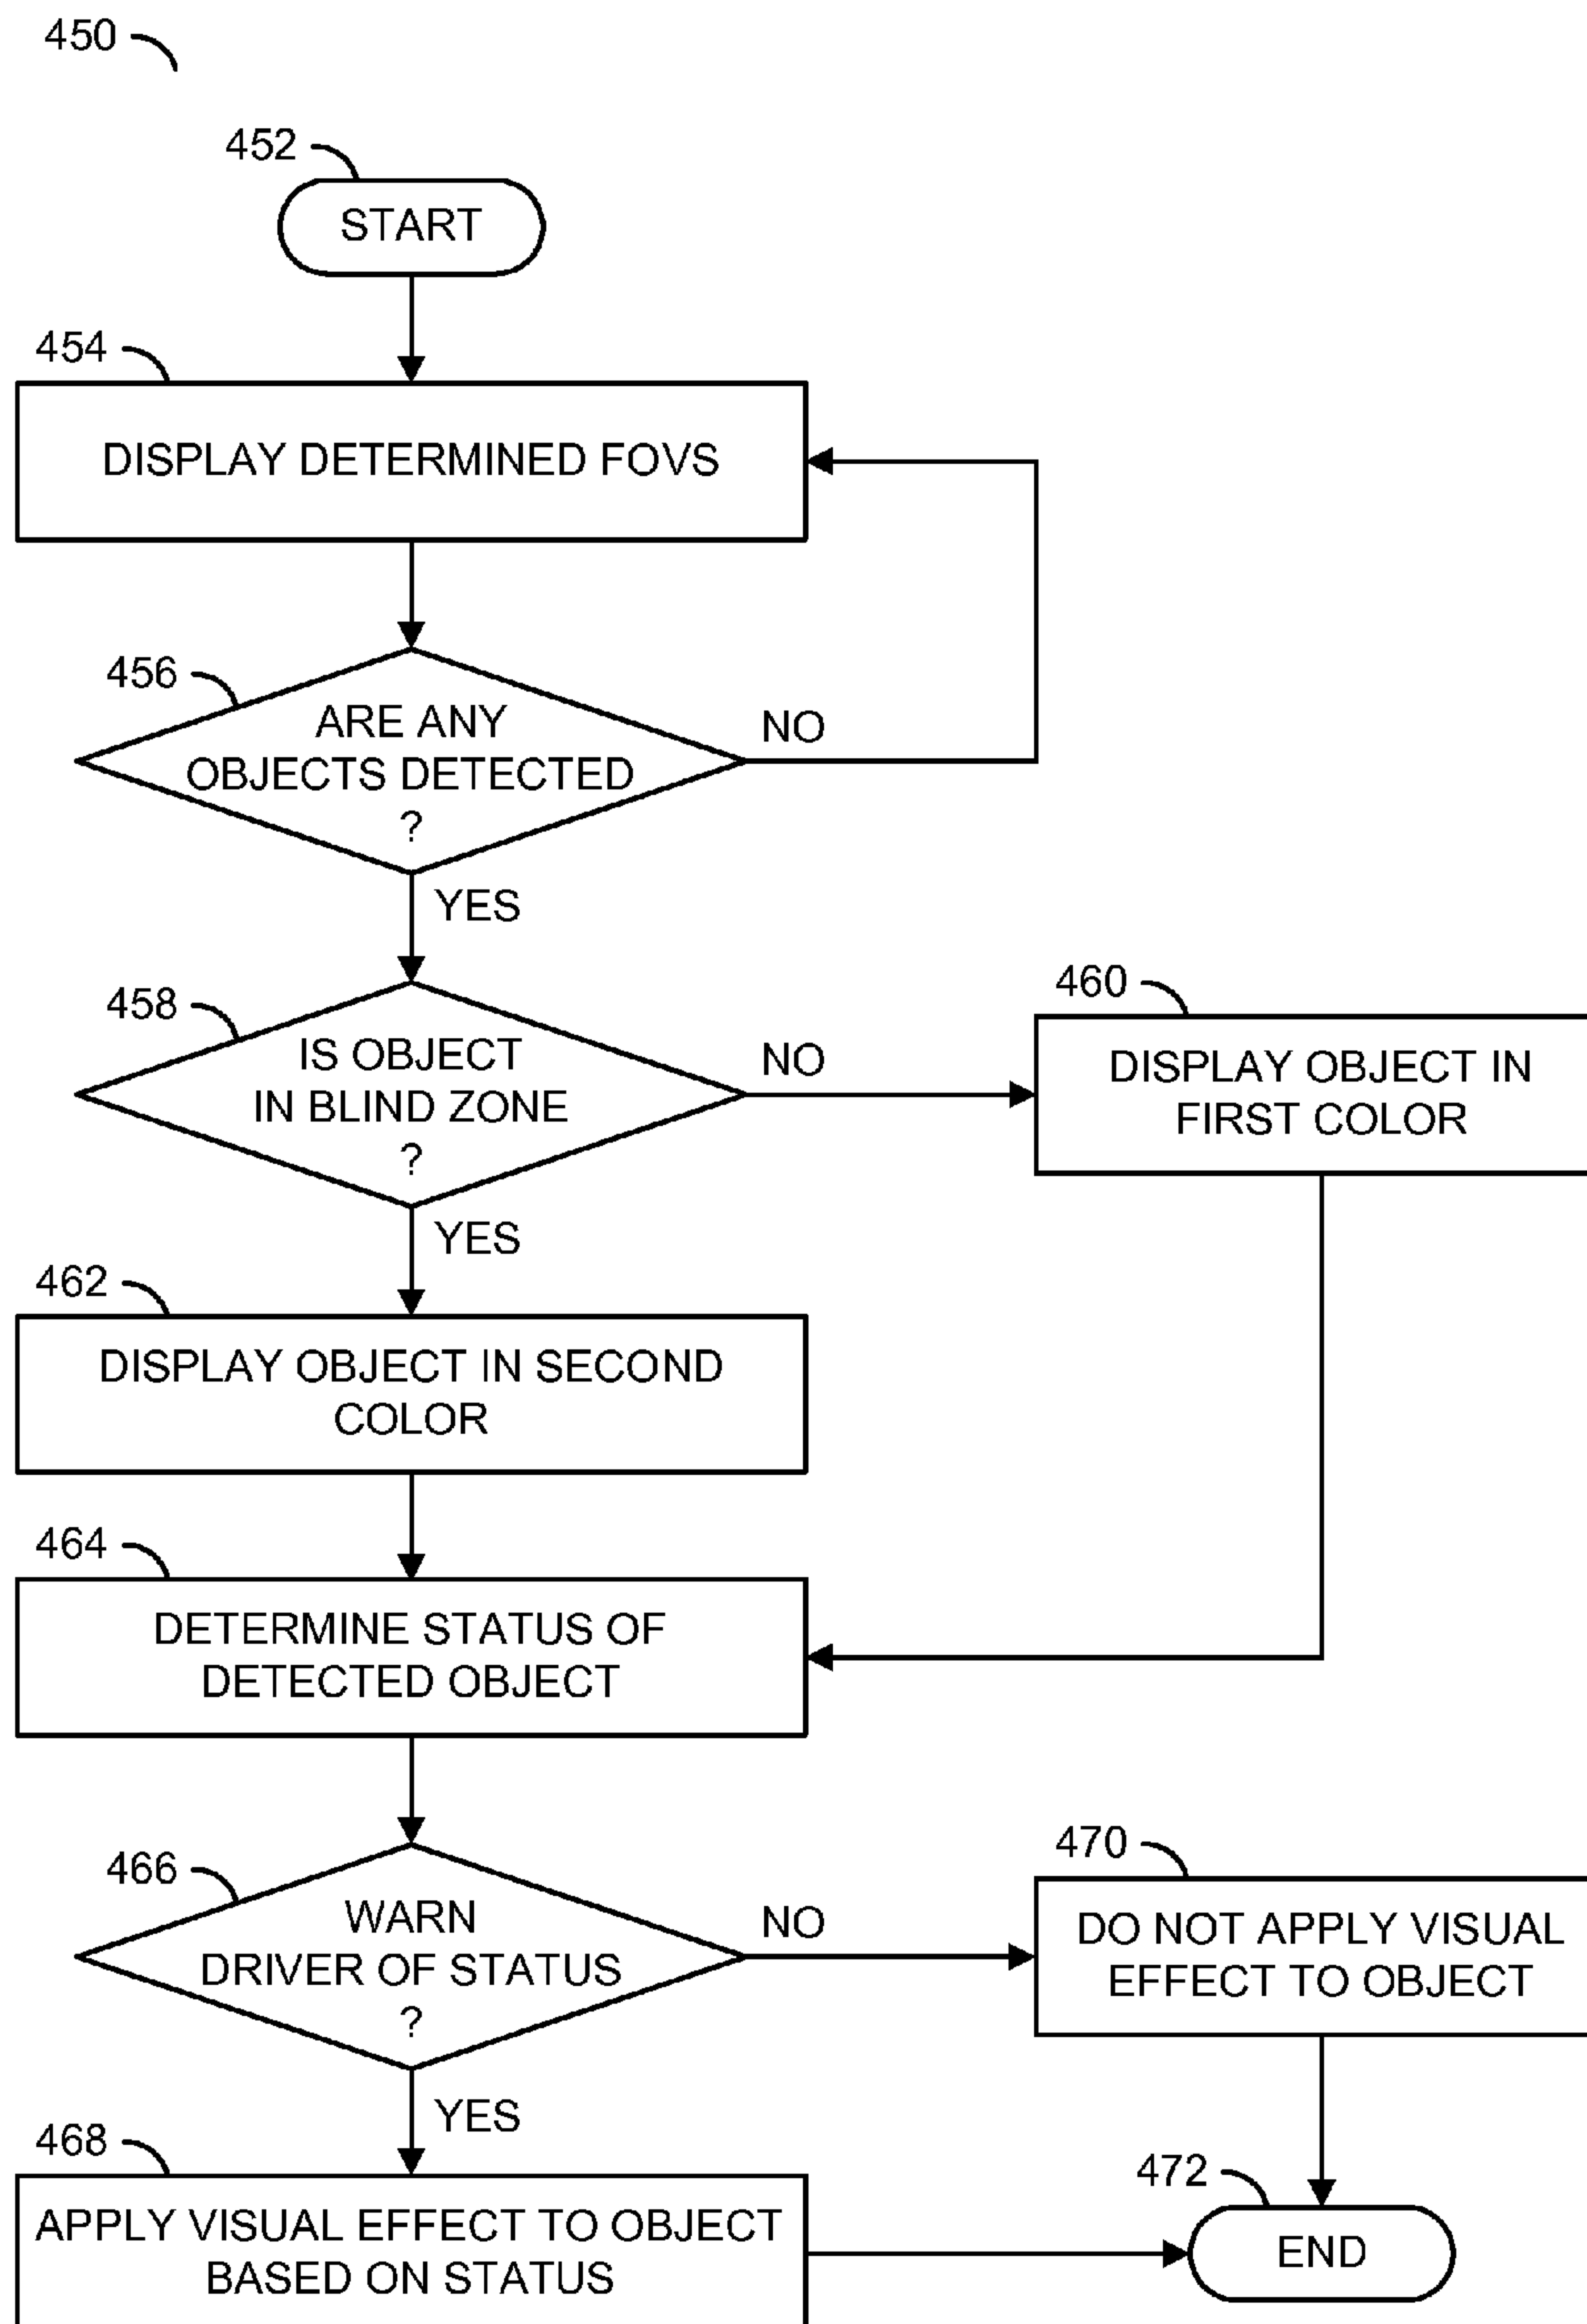 450
452
START
454
DISPLAY DETERMINED FOVS
456
ARE ANY
OBJECTS DETECTED
?
NO
YES
458
IS OBJECT
IN BLIND ZONE
?
NO
460
DISPLAY OBJECT IN
FIRST COLOR
YES
462
DISPLAY OBJECT IN SECOND
COLOR
464
DETERMINE STATUS OF
DETECTED OBJECT
466
WARN
DRIVER OF STATUS
?
NO
470
DO NOT APPLY VISUAL
EFFECT TO OBJECT
YES
468
APPLY VISUAL EFFECT TO OBJECT
BASED ON STATUS
472
END